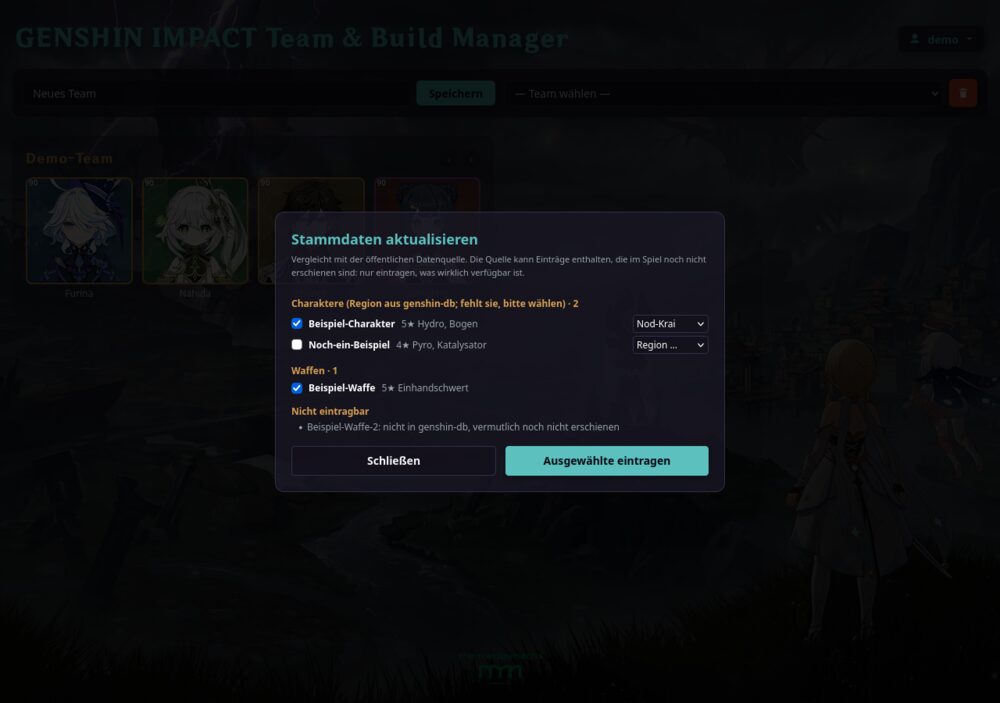 GENSHIN IMPACT Team & Build Manager
demo
Neues Team
Speichern
— Team wählen —
Demo-Team
90
90
90
90
Furina
Nahida
Stammdaten aktualisieren
Vergleicht mit der öffentlichen Datenquelle. Die Quelle kann Einträge enthalten, die im Spiel noch nicht
erschienen sind: nur eintragen, was wirklich verfügbar ist.
Charaktere (Region aus genshin-db; fehlt sie, bitte wählen) · 2
Beispiel-Charakter 5★ Hydro, Bogen
Nod-Krai
Noch-ein-Beispiel 4★ Pyro, Katalysator
Region ...
Waffen · 1
Beispiel-Waffe 5★ Einhandschwert
Nicht eintragbar
• Beispiel-Waffe-2: nicht in genshin-db, vermutlich noch nicht erschienen
Schließen
Ausgewählte eintragen